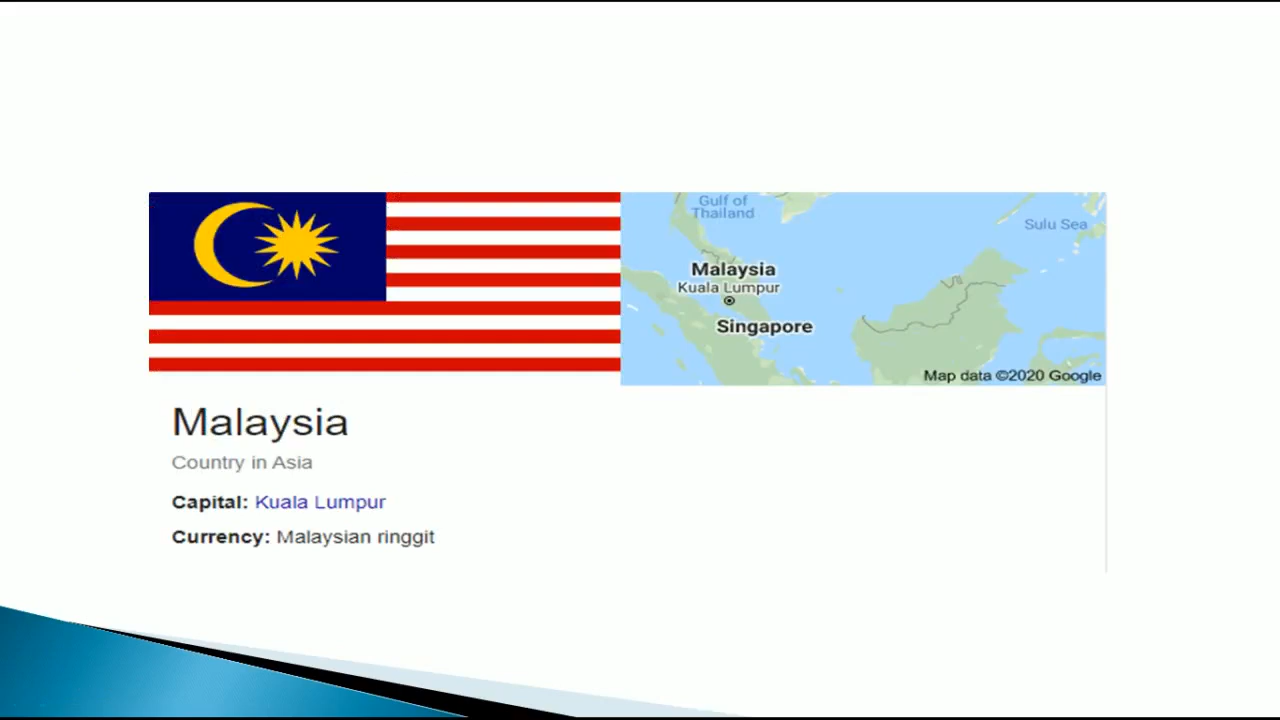 Gulf of
Thailand
Sulu Sea
Malaysia
Kuala Lumpur
Singapore
Map data ©2020 Google
Malaysia
Country in Asia
Capital: Kuala Lumpur
Currency: Malaysian ringgit